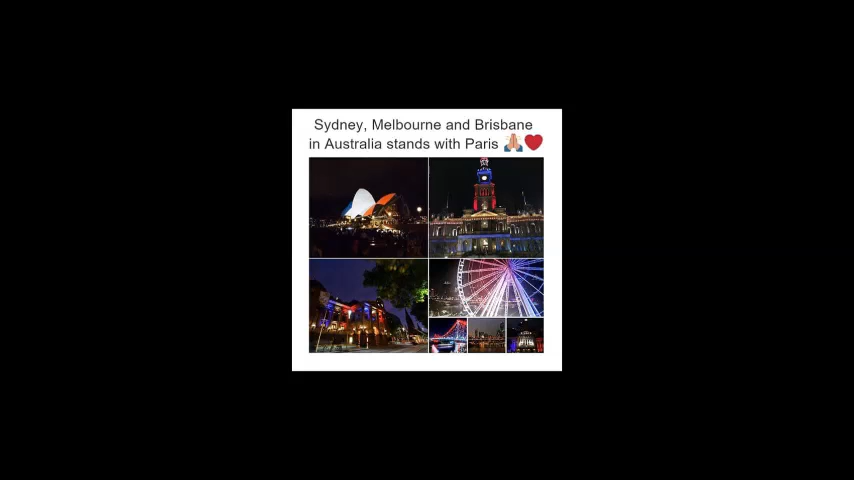 Sydney, Melbourne and Brisbane
in Australia stands with Paris 🙏❤️